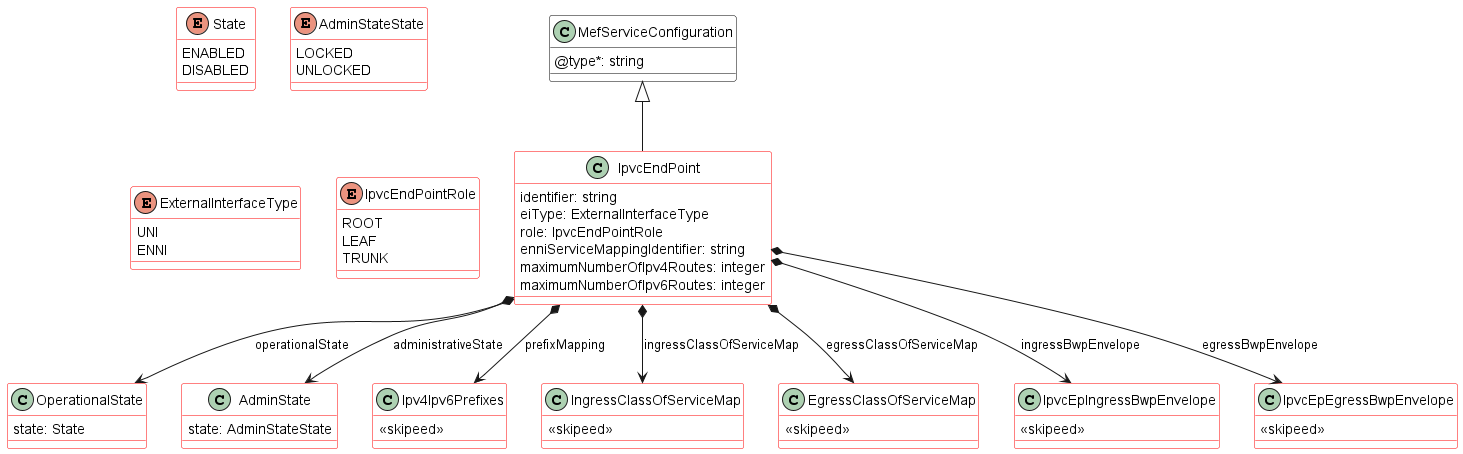 E State
ENABLED
DISABLED
E AdminStateState
LOCKED
UNLOCKED
C MefServiceConfiguration
@type*: string
E ExternalInterfaceType
UNI
ENNI
E IpvcEndPointRole
ROOT
LEAF
TRUNK
C IpvcEndPoint
identifier: string
eiType: ExternalInterfaceType
role: IpvcEndPointRole
enniServiceMappingIdentifier: string
maximumNumberOfIpv4Routes: integer
maximumNumberOfIpv6Routes: integer
operationalState
administrativeState
prefixMapping
ingressClassOfServiceMap
egressClassOfServiceMap
ingressBwpEnvelope
egressBwpEnvelope
C OperationalState
state: State
C AdminState
state: AdminStateState
C Ipv4Ipv6Prefixes
«skipeed»
C IngressClassOfServiceMap
«skipeed»
C EgressClassOfServiceMap
«skipeed»
C IpvcEpIngressBwpEnvelope
«skipeed»
C IpvcEpEgressBwpEnvelope
«skipeed»